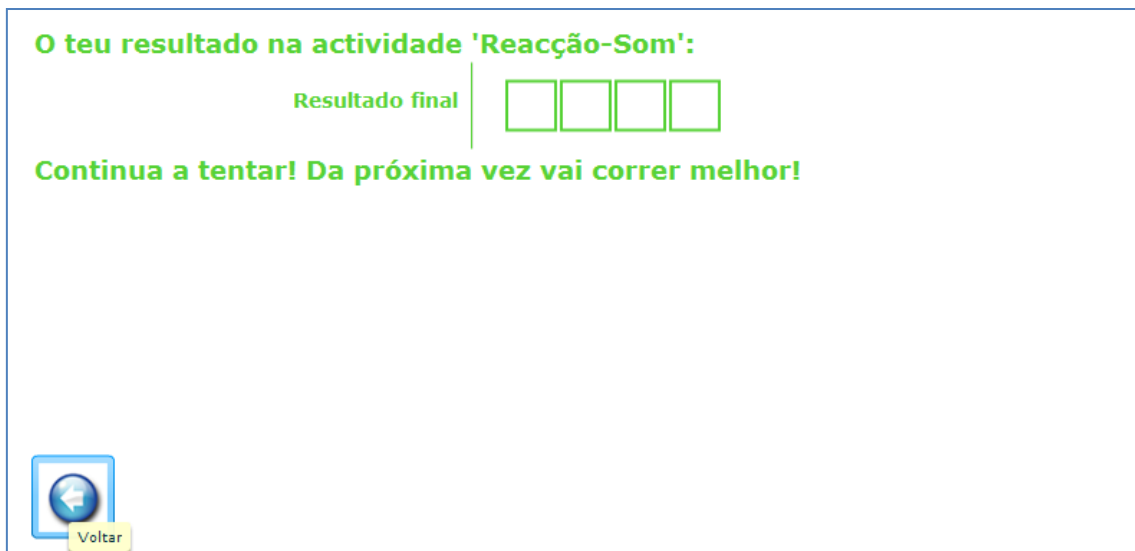 O teu resultado na actividade 'Reacção-Som':
Resultado final
Continua a tentar! Da próxima vez vai correr melhor!
Voltar